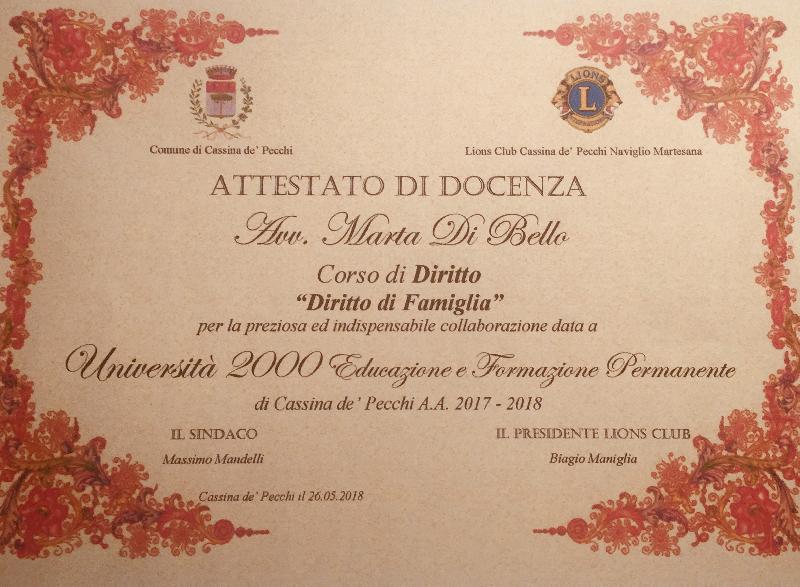 LIONS
L
Comune di Cassina de' Pecchi
Lions Club Cassina de' Pecchi Naviglio Martesana
ATTESTATO DI DOCENZA
Avv. Marta Di Bello
Corso di Diritto
“Diritto di Famiglia”
per la preziosa ed indispensabile collaborazione data a
Università 2000 Educazione e Formazione Permanente
di Cassina de' Pecchi A.A. 2017 - 2018
IL SINDACO
IL PRESIDENTE LIONS CLUB
Massimo Mandelli
Biagio Maniglia
Cassina de' Pecchi il 26.05.2018